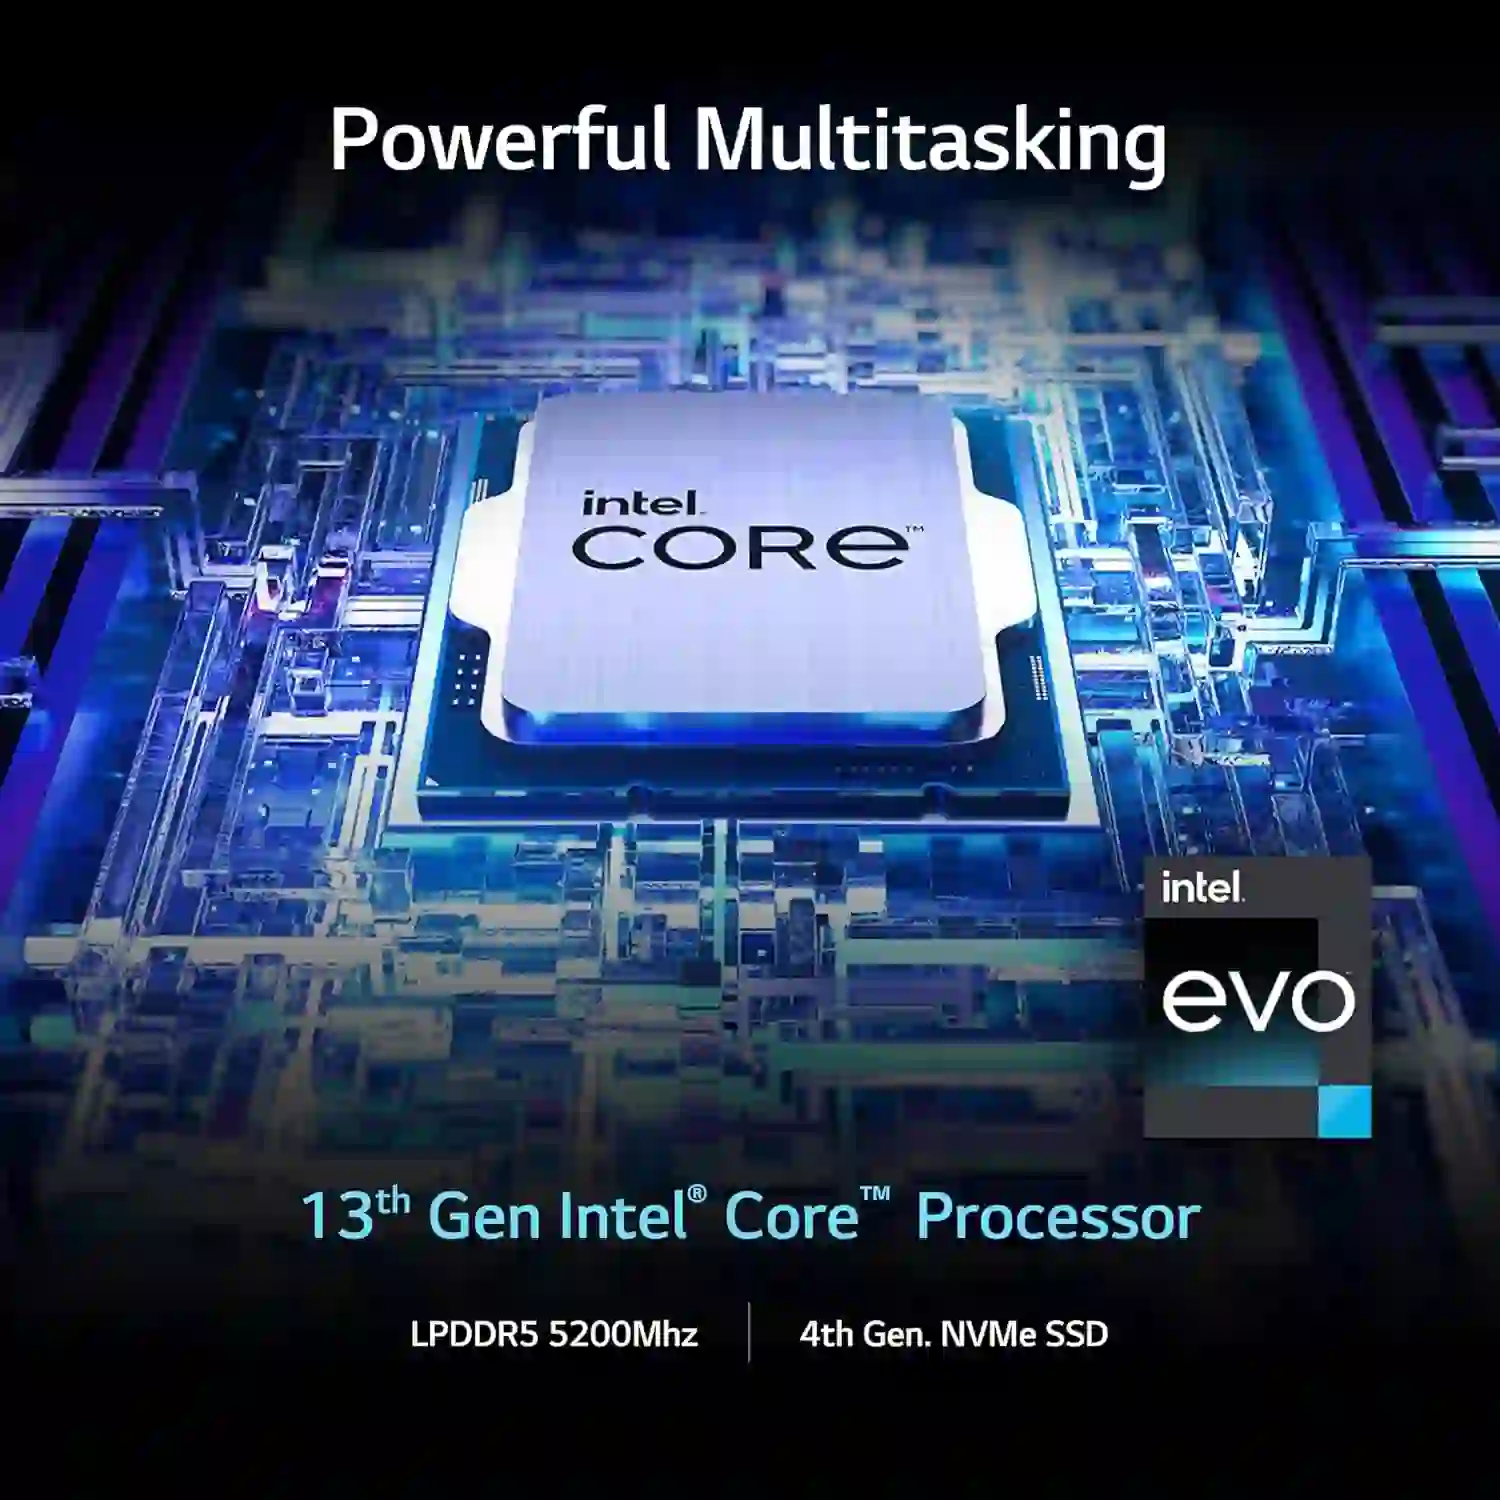 Powerful Multitasking
intel.
CORE™
intel.
evo
13th Gen Intel® Core™ Processor
LPDDR5 5200Mhz | 4th Gen. NVMe SSD